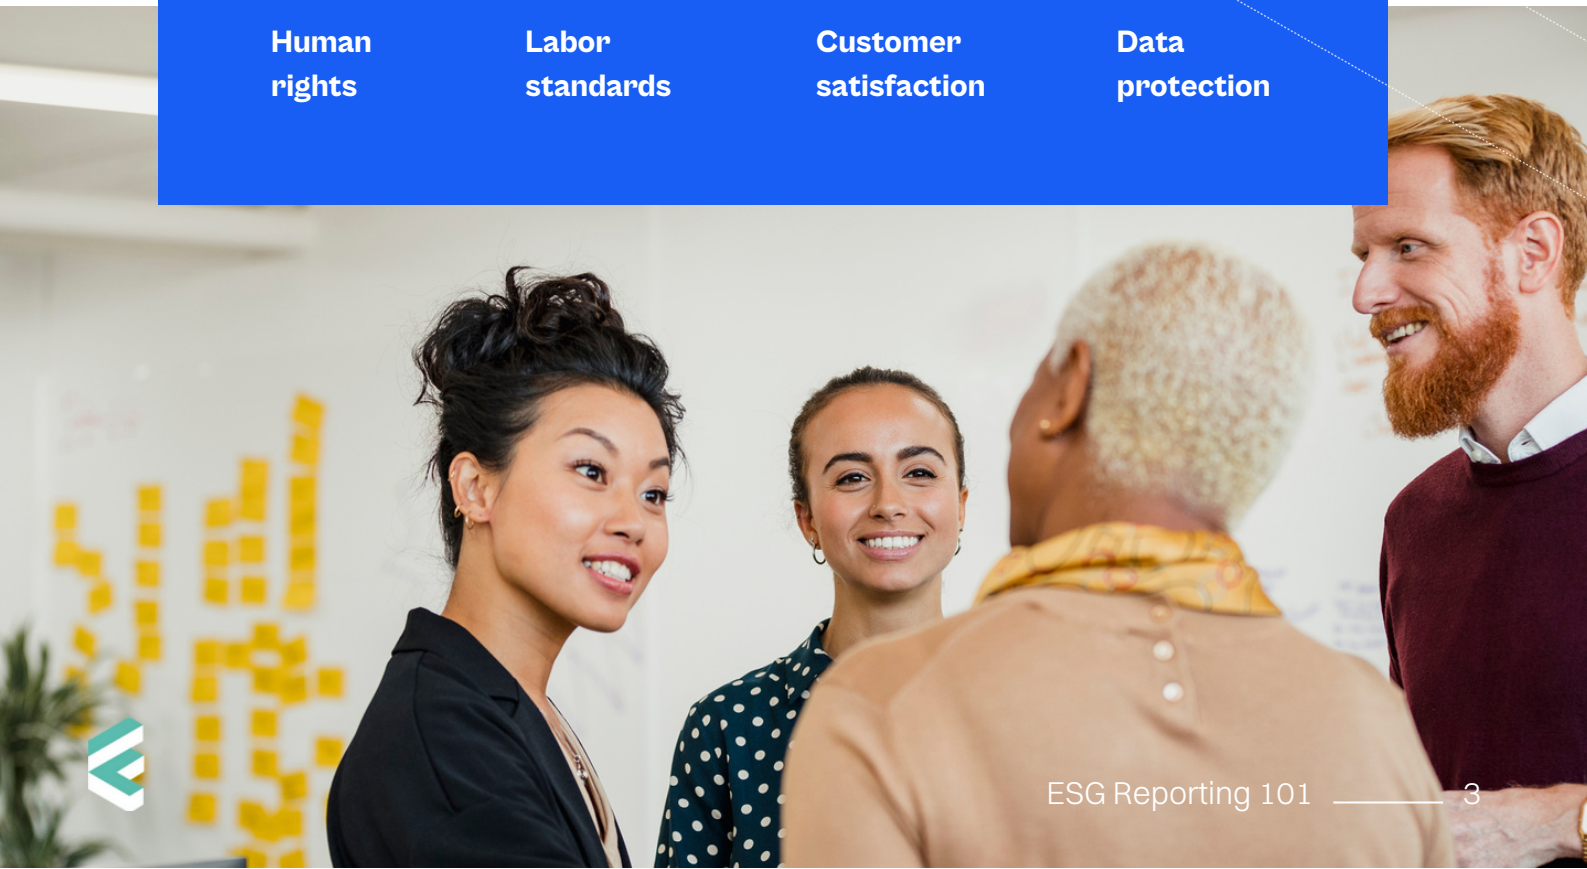 Human
rights
Labor
standards
Customer
satisfaction
Data
protection
ESG Reporting 101
3